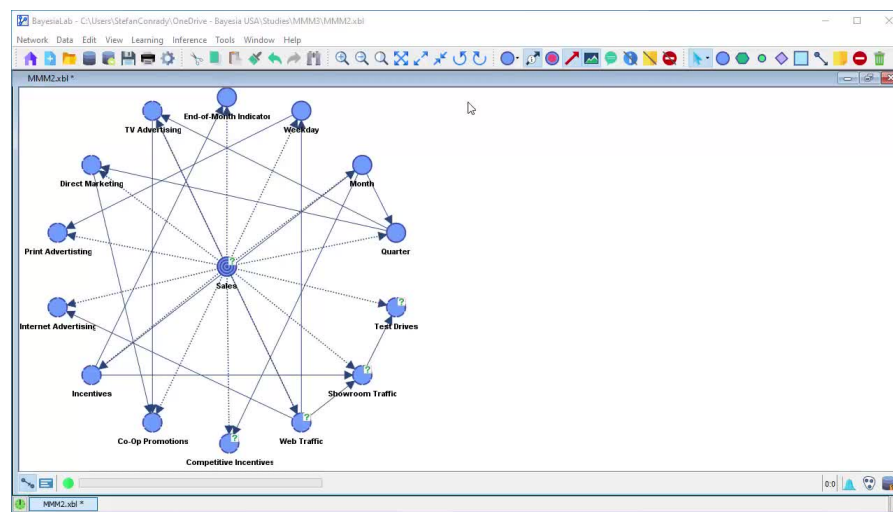 BayesiaLab - C:\Users\StefanConrady\OneDrive - Bayesia USA\Studies\MMM3\MMM2.xbl
Network Data Edit View Learning Inference Tools Window Help
MMM2.xbl *
End-of-Month Indicator
TV Advertising
Weekday
Direct Marketing
Month
Print Advertisting
Quarter
Sales
Internet Advertising
Test Drives
Incentives
Showroom Traffic
Co-Op Promotions
Web Traffic
Competitive Incentives
0:0
MMM2.xbl *